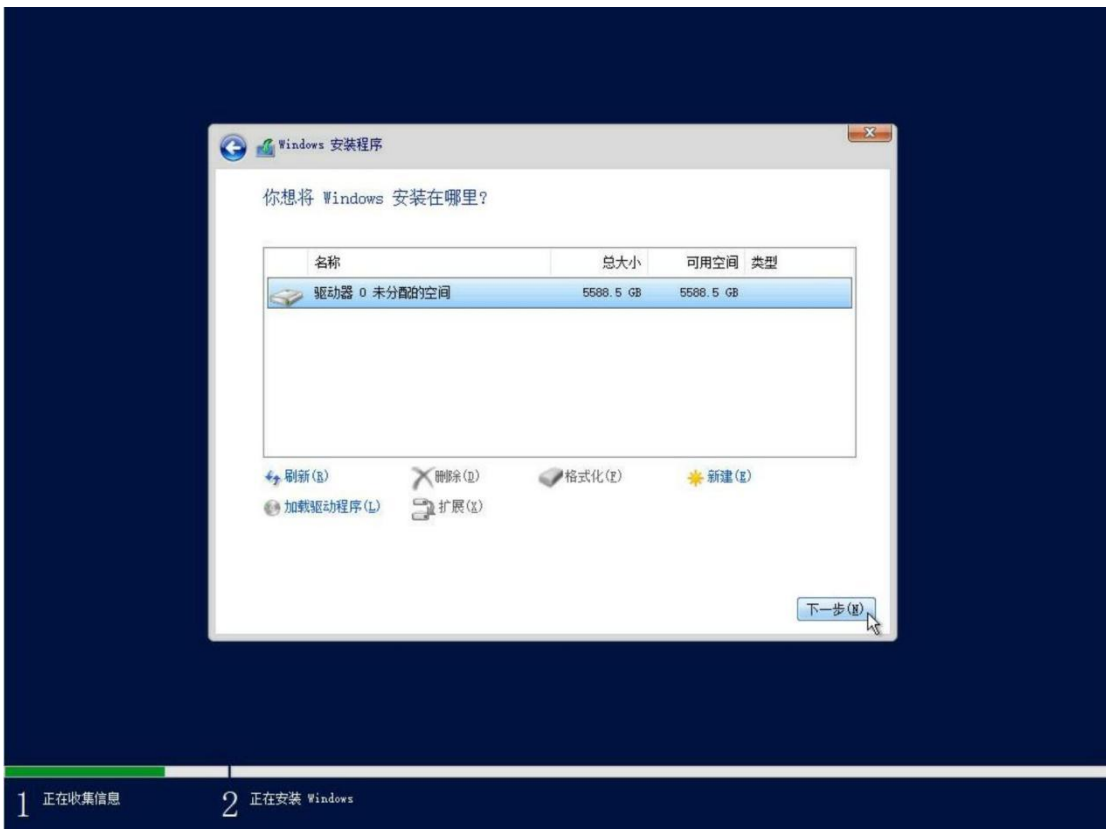 Windows 安装程序
你想将 Windows 安装在哪里?
名称 总大小 可用空间 类型
驱动器 0 未分配的空间 5588.5 GB 5588.5 GB
刷新(R) 删除(D) 格式化(F) 新建(E)
加载驱动程序(L) 扩展(X)
下一步(N)
1 正在收集信息 2 正在安装 Windows